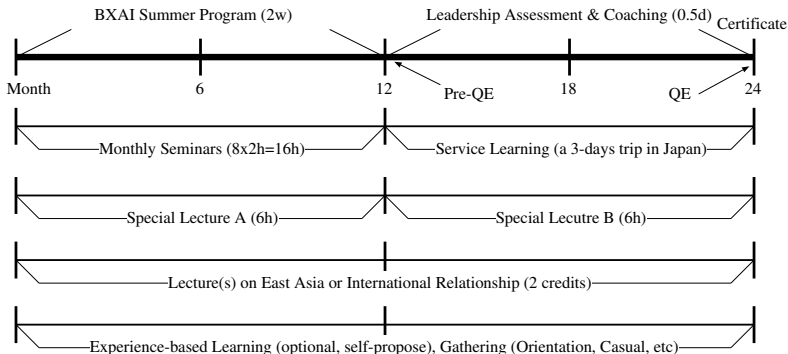 BXAI Summer Program (2w)
Leadership Assessment & Coaching (0.5d)
Certificate
Month
6
12
18
24
Pre-QE
QE
Monthly Seminars (8x2h=16h)
Service Learning (a 3-days trip in Japan)
Special Lecture A (6h)
Special Lecutre B (6h)
Lecture(s) on East Asia or International Relationship (2 credits)
Experience-based Learning (optional, self-propose), Gathering (Orientation, Casual, etc)